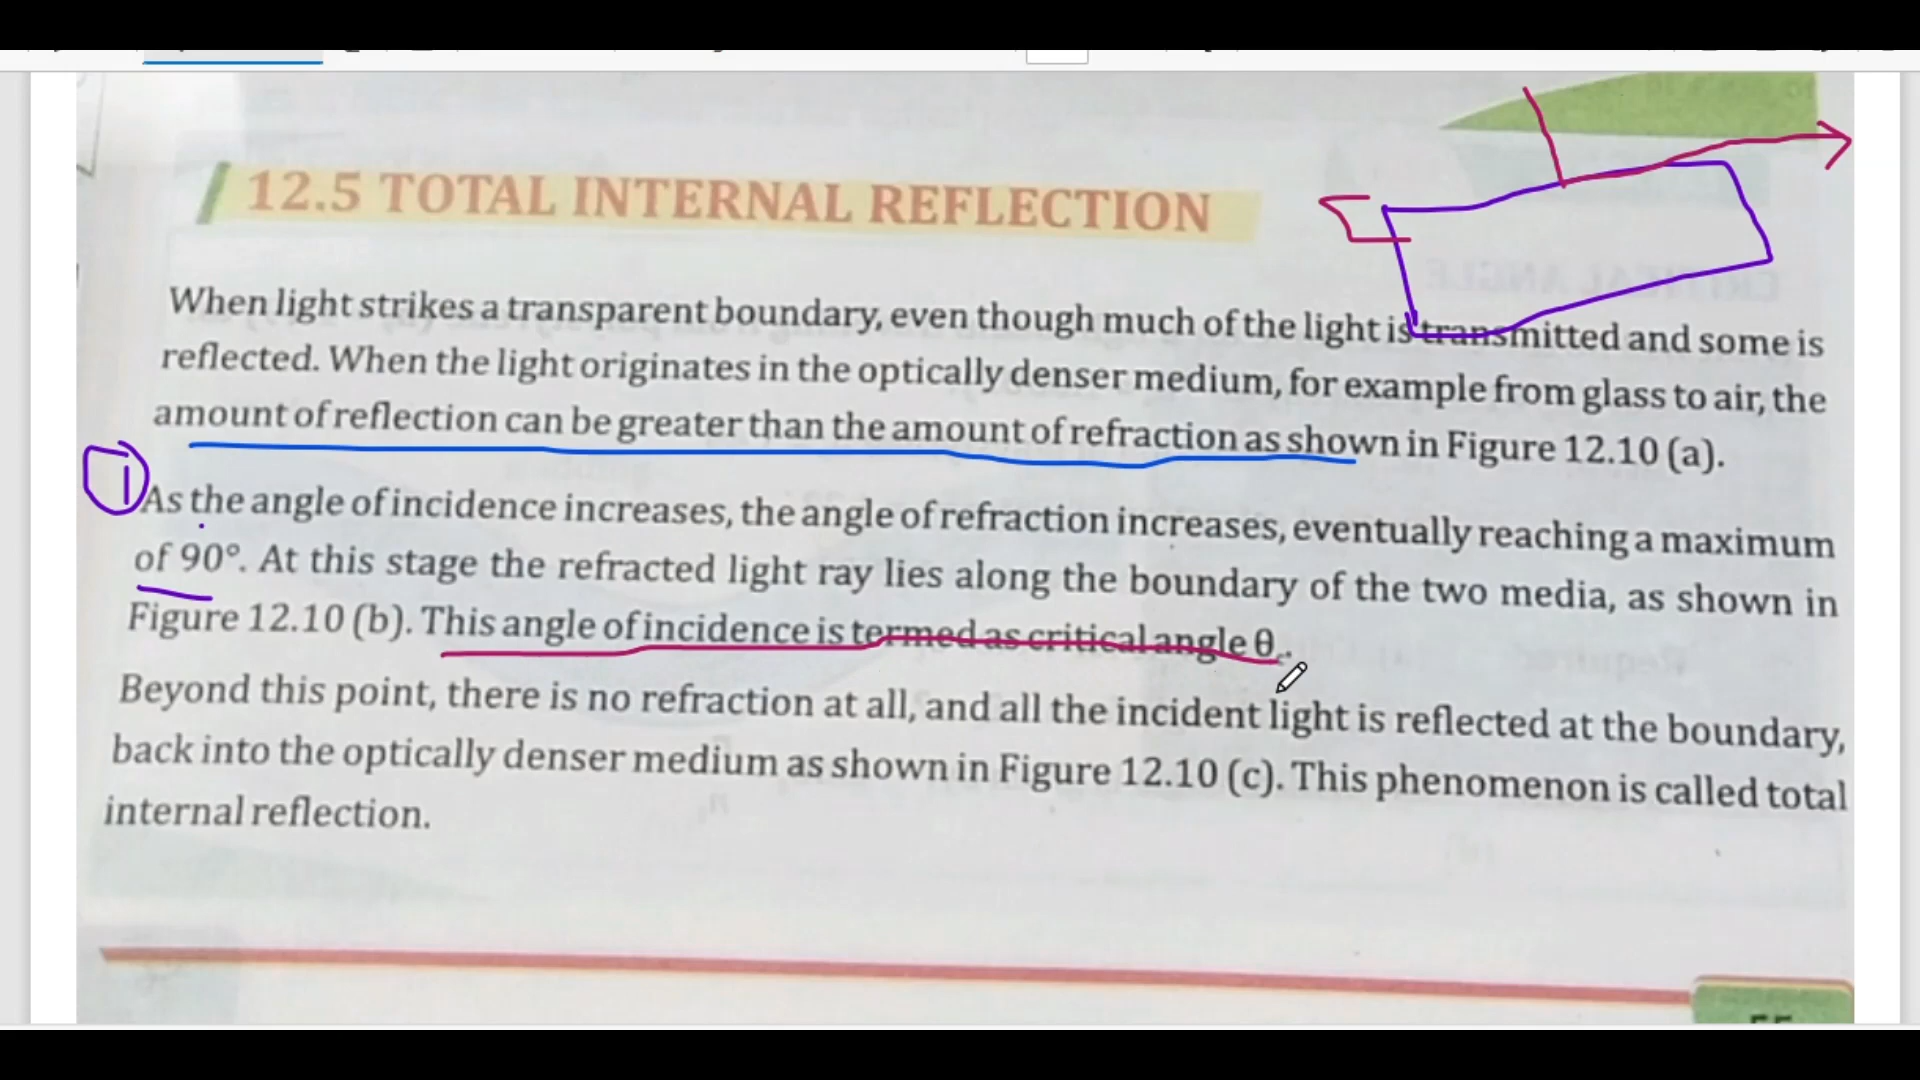 12.5 TOTAL INTERNAL REFLECTION
When light strikes a transparent boundary, even though much of the light is transmitted and some is
reflected. When the light originates in the optically denser medium, for example from glass to air, the
amount of reflection can be greater than the amount of refraction as shown in Figure 12.10 (a).
1
As the angle of incidence increases, the angle of refraction increases, eventually reaching a maximum
of 90°. At this stage the refracted light ray lies along the boundary of the two media, as shown in
Figure 12.10 (b). This angle of incidence is termed as critical angle θc.
Beyond this point, there is no refraction at all, and all the incident light is reflected at the boundary,
back into the optically denser medium as shown in Figure 12.10 (c). This phenomenon is called total
internal reflection.